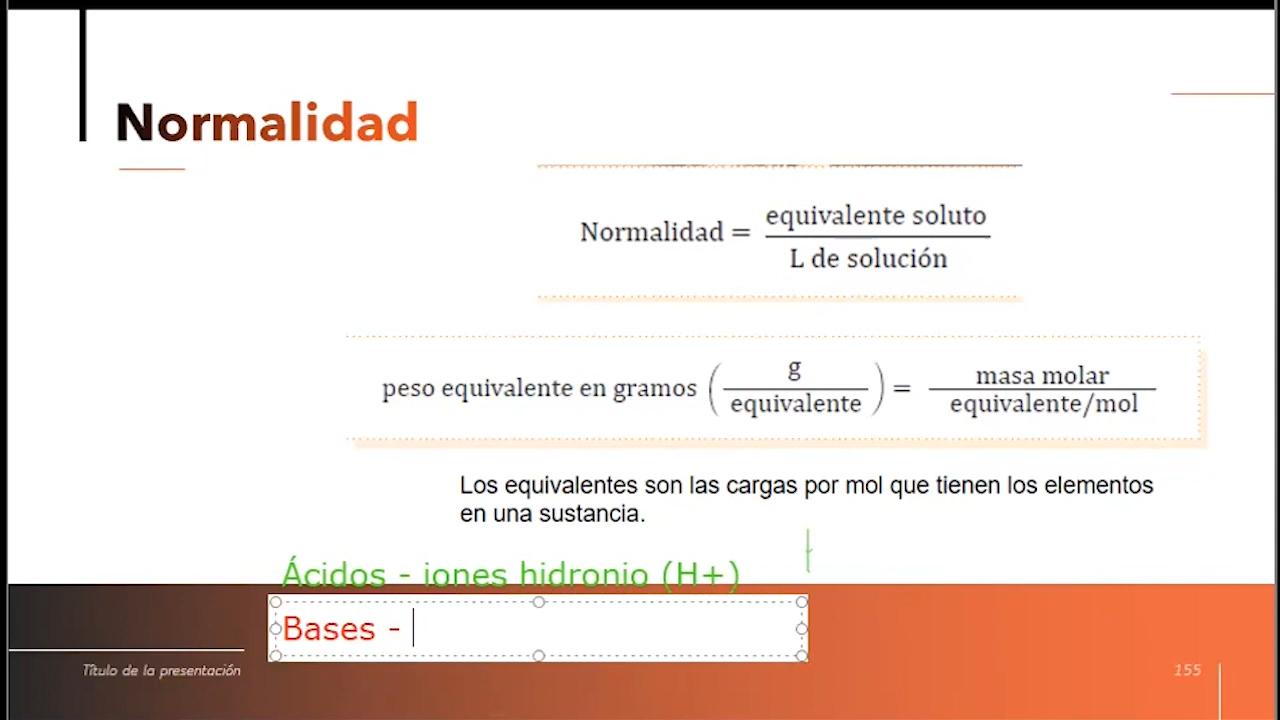 Normalidad
Normalidad = equivalente soluto / L de solución
peso equivalente en gramos (g / equivalente) = masa molar / equivalente/mol
Los equivalentes son las cargas por mol que tienen los elementos
en una sustancia.
Ácidos - iones hidronio (H+)
Bases -
Título de la presentación
155